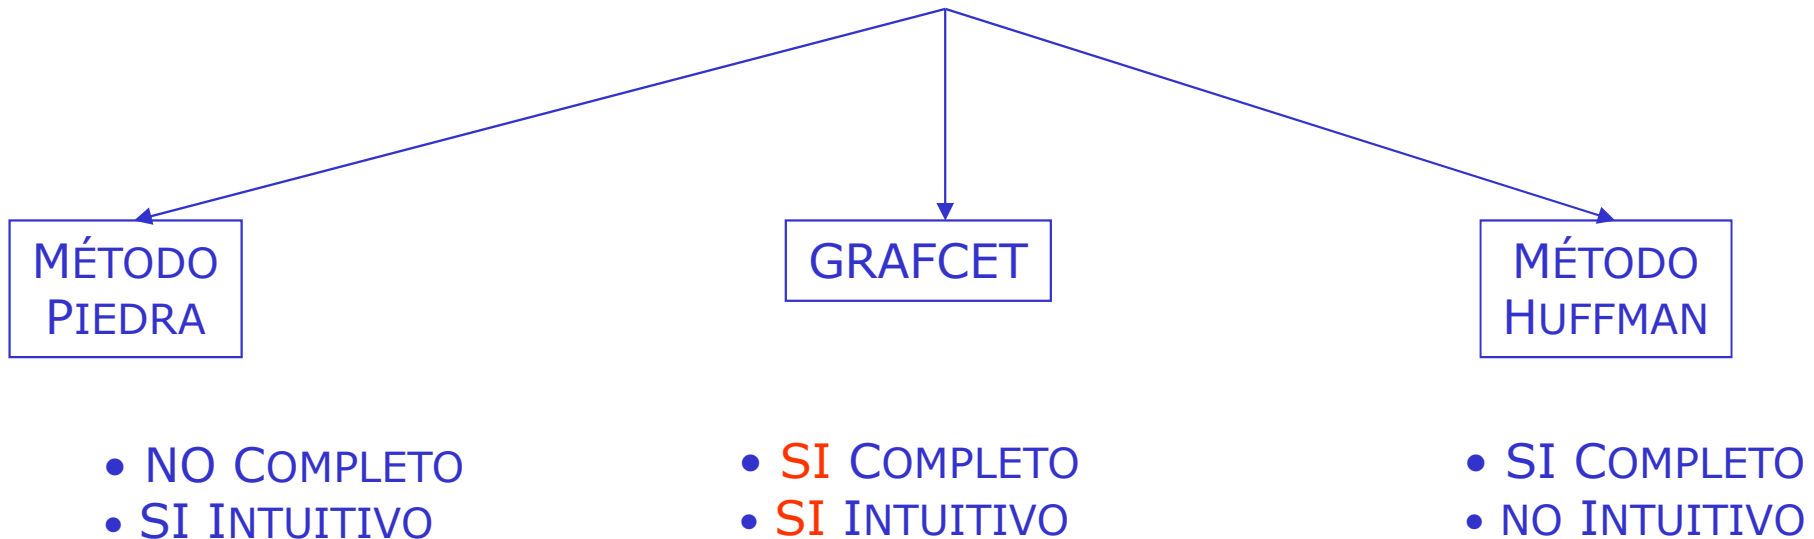 MÉTODO
PIEDRA
GRAFCET
MÉTODO
HUFFMAN
• NO COMPLETO
• SI INTUITIVO
• SI COMPLETO
• SI INTUITIVO
• SI COMPLETO
• NO INTUITIVO